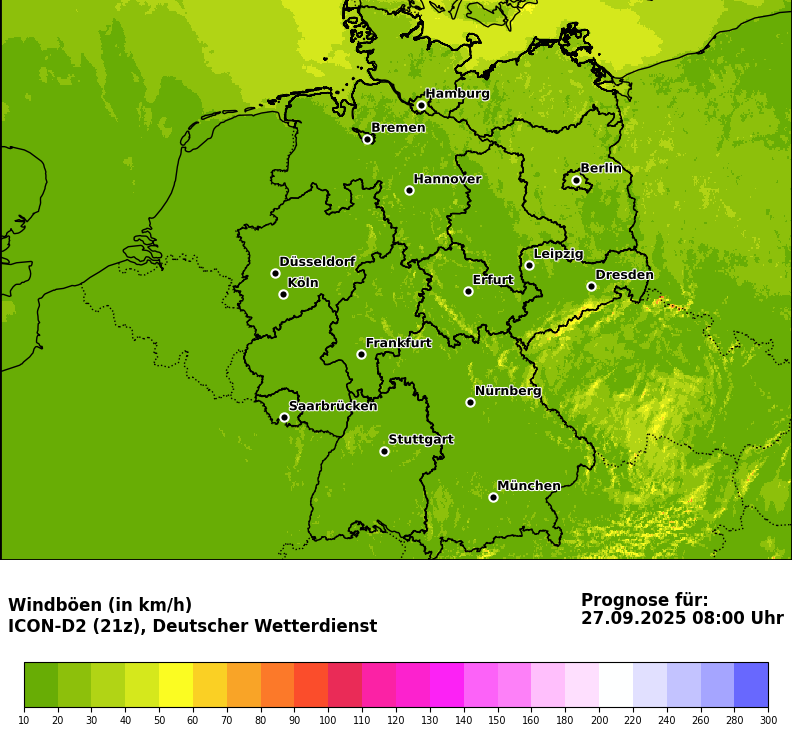 Hamburg
Bremen
Berlin
Hannover
Leipzig
Düsseldorf
Dresden
Erfurt
Köln
Frankfurt
Nürnberg
Saarbrücken
Stuttgart
München
Windböen (in km/h)
ICON-D2 (21z), Deutscher Wetterdienst
Prognose für:
27.09.2025 08:00 Uhr
10 20 30 40 50 60 70 80 90 100 110 120 130 140 150 160 180 200 220 240 260 280 300